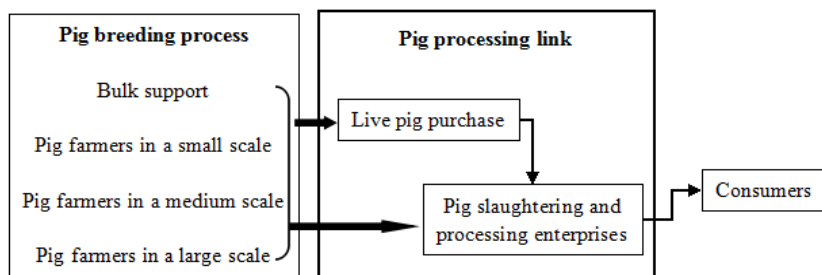 Pig breeding process
Bulk support
Pig farmers in a small scale
Pig farmers in a medium scale
Pig farmers in a large scale
Pig processing link
Live pig purchase
Pig slaughtering and
processing enterprises
Consumers